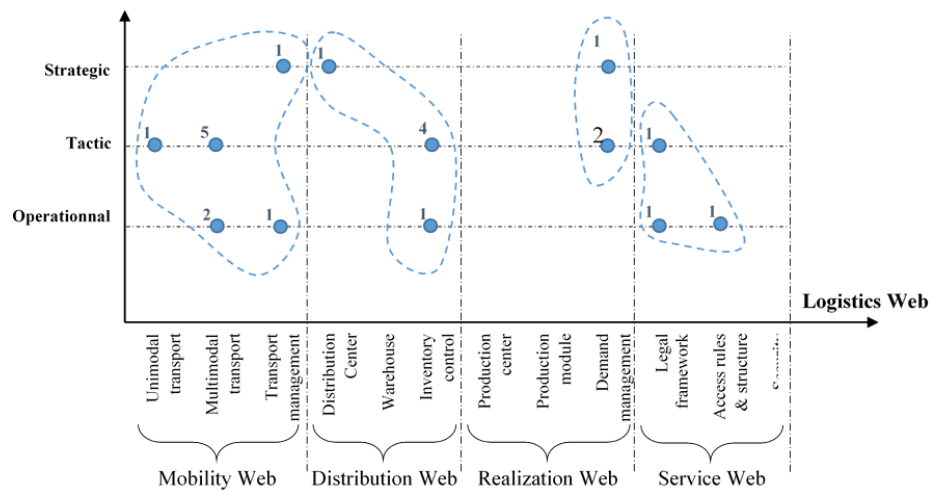 Strategic
1
1
1
Tactic
1
5
4
2
1
Operationnal
2
1
1
1
1
Logistics Web
Unimodal
transport
Multimodal
transport
Transport
management
Distribution
Center
Warehouse
Inventory
control
Production
center
Production
module
Demand
management
Legal
framework
Access rules
& structure
Mobility Web
Distribution Web
Realization Web
Service Web